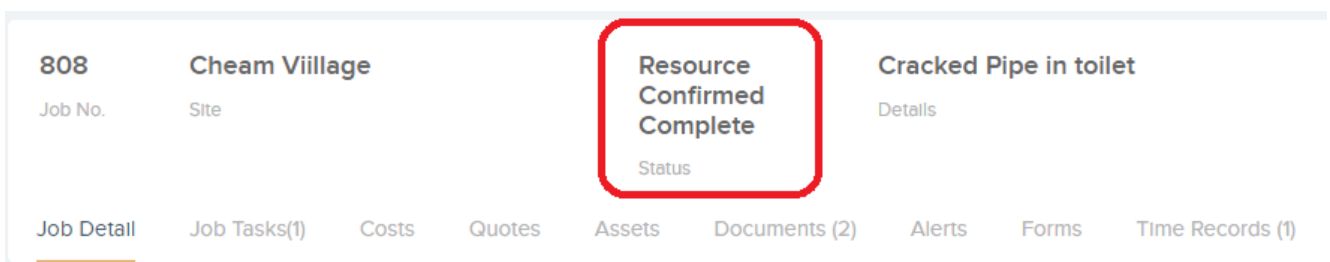 808
Job No.
Cheam Viillage
Site
Resource
Confirmed
Complete
Status
Cracked Pipe in toilet
Details
Job Detail
Job Tasks(1)
Costs
Quotes
Assets
Documents (2)
Alerts
Forms
Time Records (1)